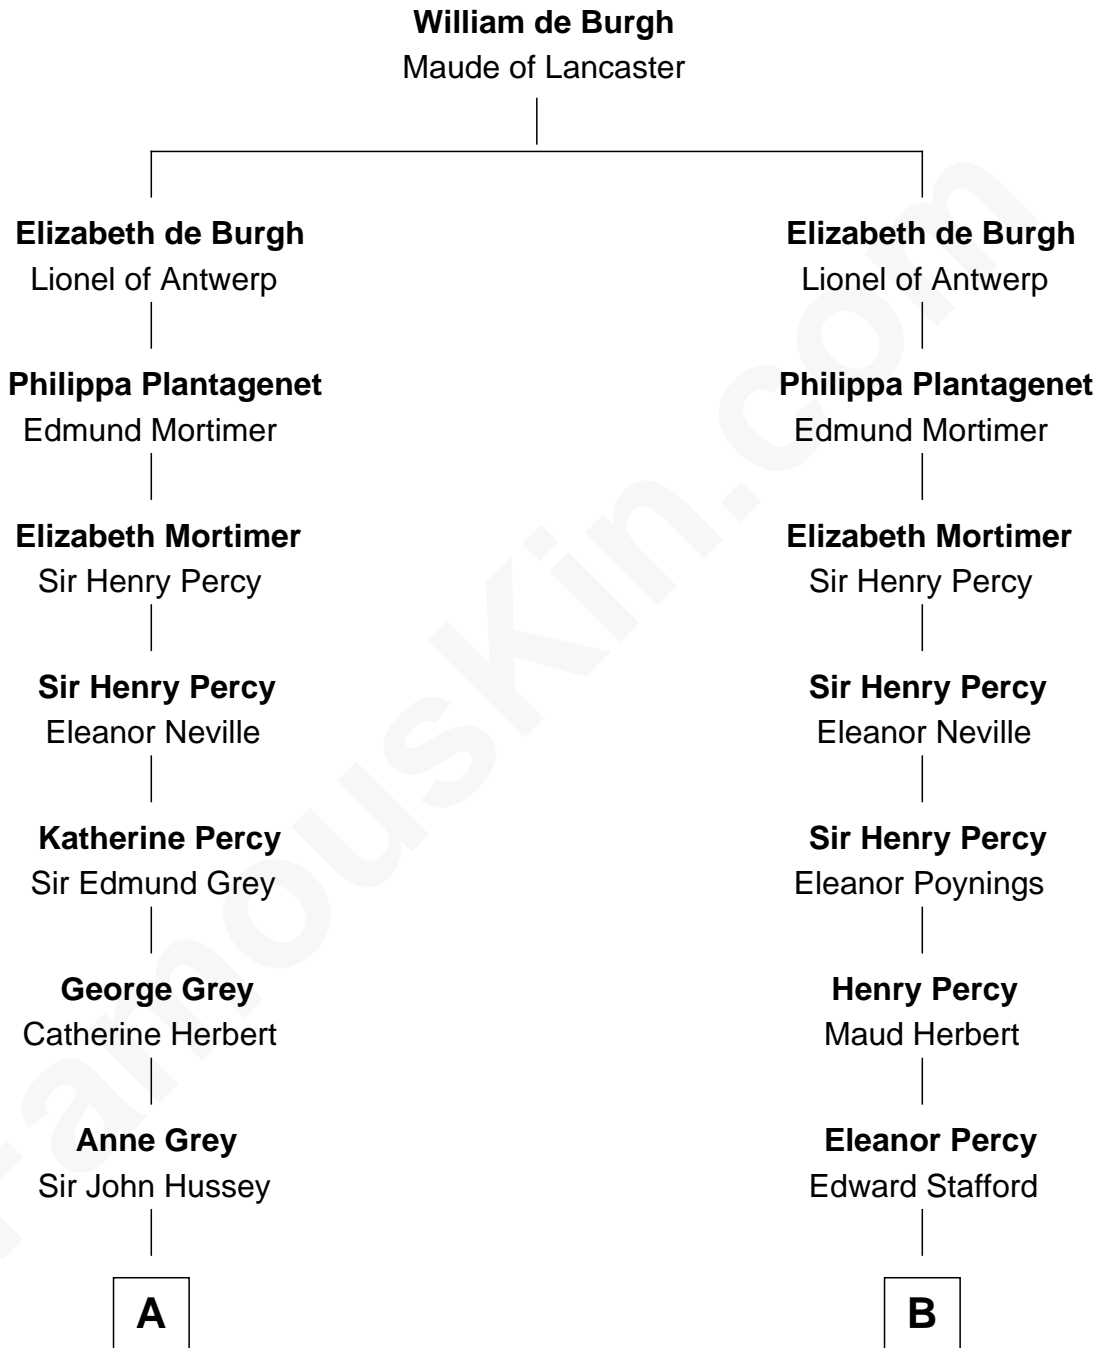 William de Burgh
Maude of Lancaster
Elizabeth de Burgh
Lionel of Antwerp
Philippa Plantagenet
Edmund Mortimer
Elizabeth Mortimer
Sir Henry Percy
Sir Henry Percy
Eleanor Neville
Katherine Percy
Sir Edmund Grey
George Grey
Catherine Herbert
Anne Grey
Sir John Hussey
A
Elizabeth de Burgh
Lionel of Antwerp
Philippa Plantagenet
Edmund Mortimer
Elizabeth Mortimer
Sir Henry Percy
Sir Henry Percy
Eleanor Neville
Sir Henry Percy
Eleanor Poynings
Henry Percy
Maud Herbert
Eleanor Percy
Edward Stafford
B
FamousKin.com